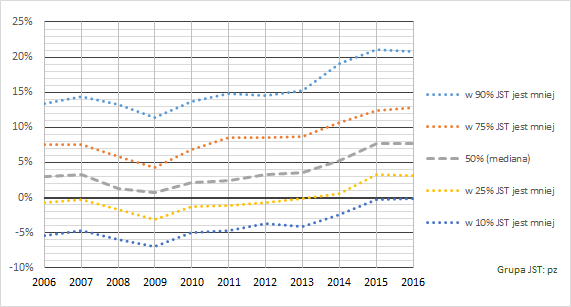 25%
20%
15%
10%
5%
0%
-5%
-10%
2006 2007 2008 2009 2010 2011 2012 2013 2014 2015 2016
w 90% JST jest mniej
w 75% JST jest mniej
50% (mediana)
w 25% JST jest mniej
w 10% JST jest mniej
Grupa JST: pz